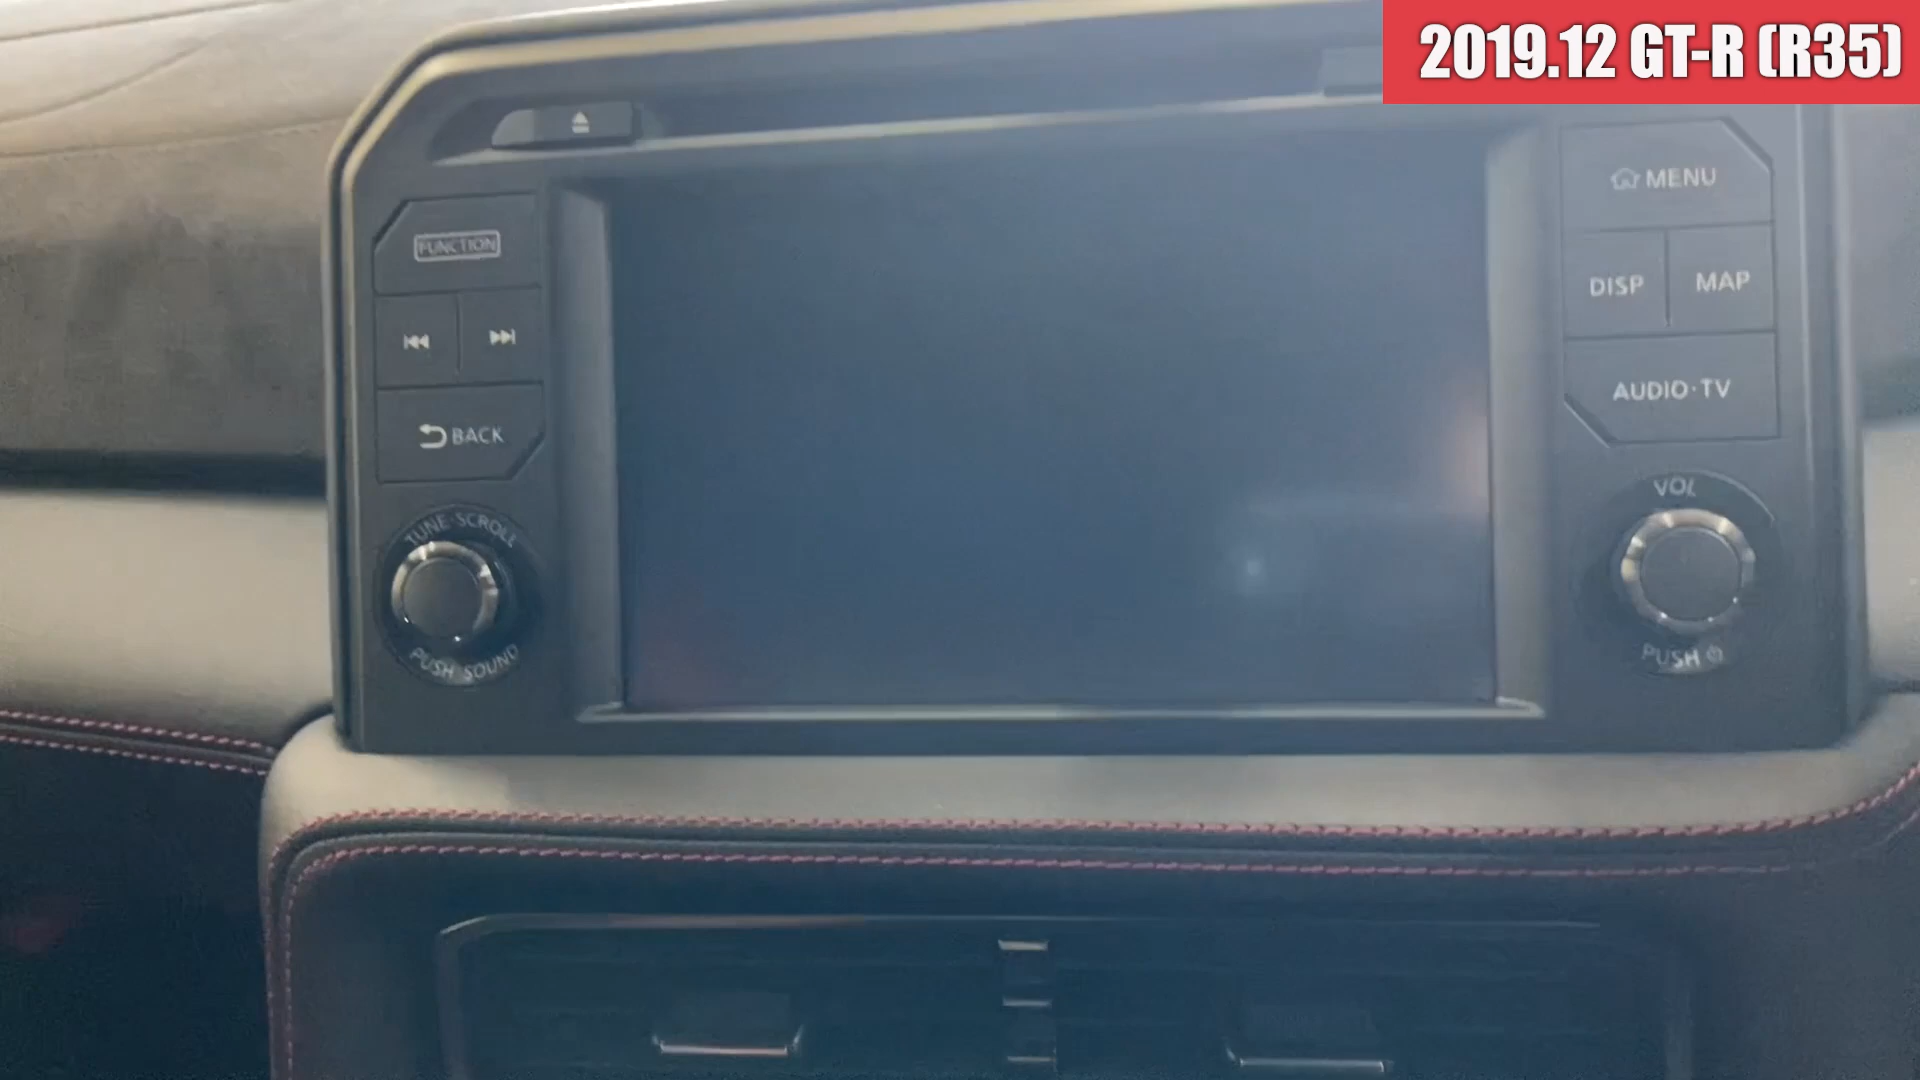 2019.12 GT-R (R35)
FUNCTION
BACK
TUNE·SCROLL
PUSH SOUND
MENU
DISP
MAP
AUDIO·TV
VOL
PUSH